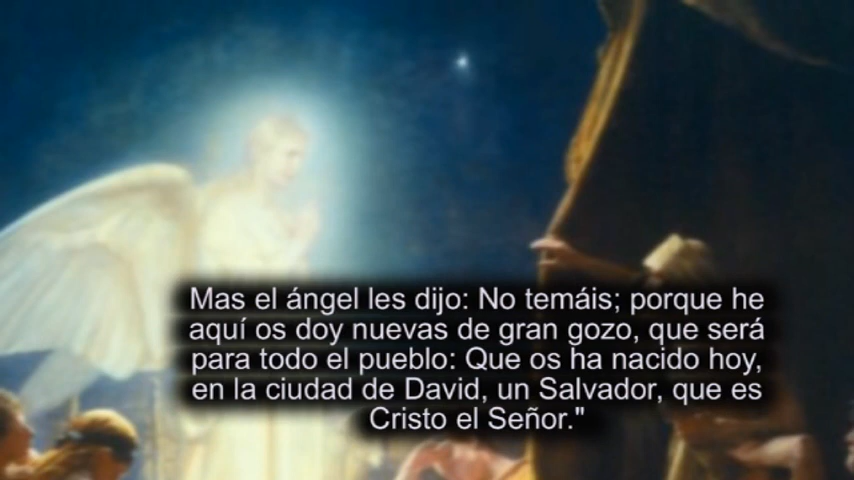 Mas el ángel les dijo: No temáis; porque he
aquí os doy nuevas de gran gozo, que será
para todo el pueblo: Que os ha nacido hoy,
en la ciudad de David, un Salvador, que es
Cristo el Señor."